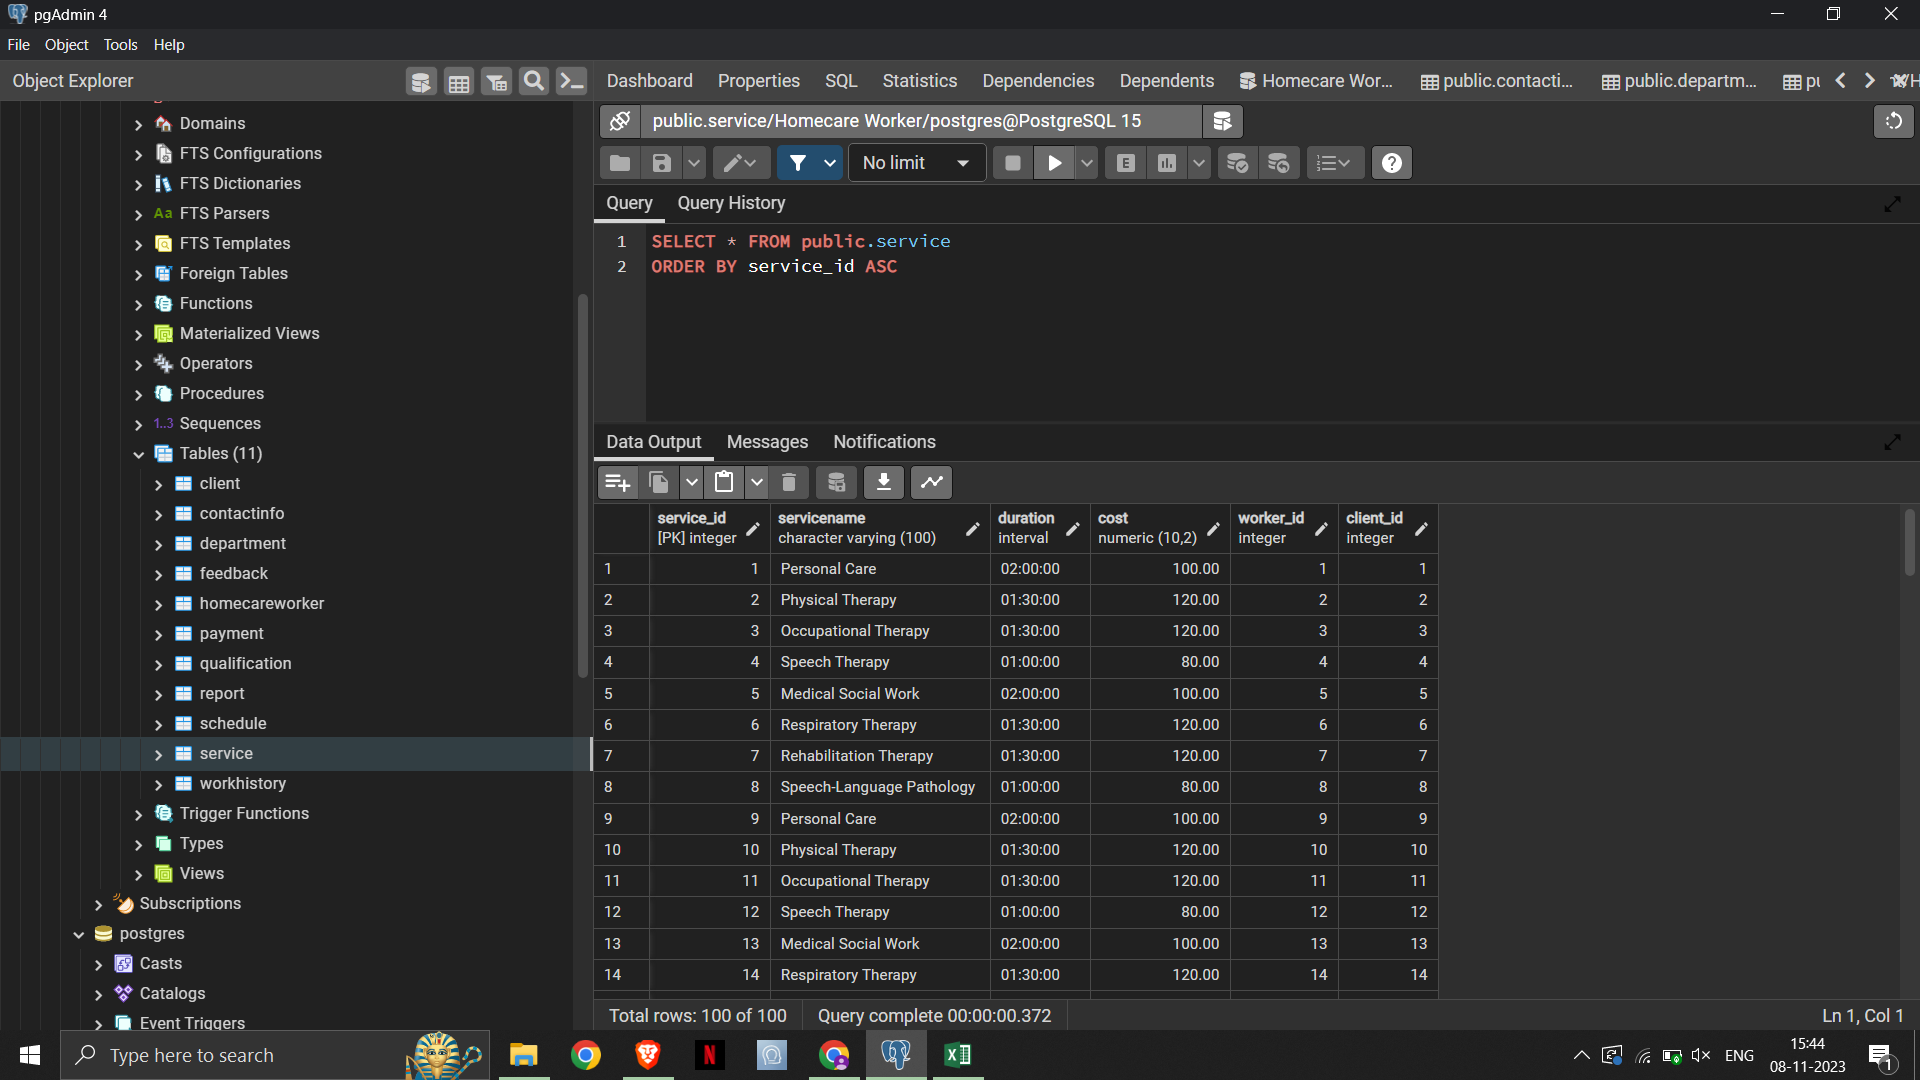 pgAdmin 4
File Object Tools Help
Object Explorer
Dashboard Properties SQL Statistics Dependencies Dependents Homecare Wor... public.contacti... public.departm...
public.service/Homecare Worker/postgres@PostgreSQL 15
No limit
Query Query History
1 SELECT * FROM public.service
2 ORDER BY service_id ASC
Domains
FTS Configurations
FTS Dictionaries
Aa FTS Parsers
FTS Templates
Foreign Tables
Functions
Materialized Views
Operators
Procedures
1..3 Sequences
Tables (11)
client
contactinfo
department
feedback
homecareworker
payment
qualification
report
schedule
service
workhistory
Trigger Functions
Types
Views
Subscriptions
postgres
Casts
Catalogs
Event Triggers
Data Output Messages Notifications
service_id servicename duration cost worker_id client_id
[PK] integer character varying (100) interval numeric (10,2) integer integer
1 1 Personal Care 02:00:00 100.00 1 1
2 2 Physical Therapy 01:30:00 120.00 2 2
3 3 Occupational Therapy 01:30:00 120.00 3 3
4 4 Speech Therapy 01:00:00 80.00 4 4
5 5 Medical Social Work 02:00:00 100.00 5 5
6 6 Respiratory Therapy 01:30:00 120.00 6 6
7 7 Rehabilitation Therapy 01:30:00 120.00 7 7
8 8 Speech-Language Pathology 01:00:00 80.00 8 8
9 9 Personal Care 02:00:00 100.00 9 9
10 10 Physical Therapy 01:30:00 120.00 10 10
11 11 Occupational Therapy 01:30:00 120.00 11 11
12 12 Speech Therapy 01:00:00 80.00 12 12
13 13 Medical Social Work 02:00:00 100.00 13 13
14 14 Respiratory Therapy 01:30:00 120.00 14 14
Total rows: 100 of 100 Query complete 00:00:00.372 Ln 1, Col 1
Type here to search
ENG
15:44
08-11-2023
1